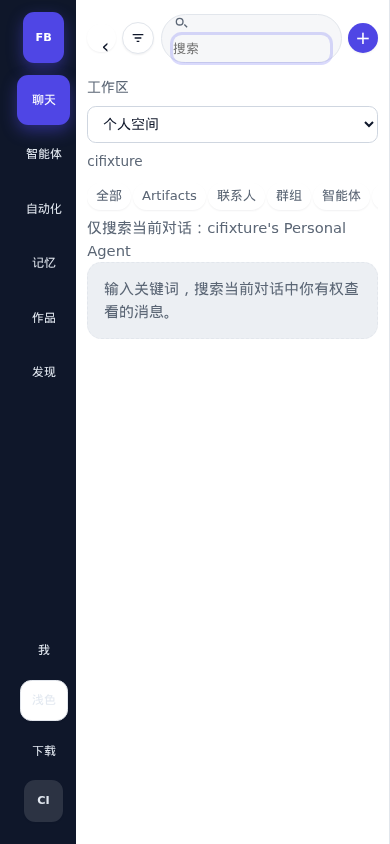 FB
聊天
智能体
自动化
记忆
作品
发现
我
浅色
下载
CI
搜索
工作区
个人空间
cifixture
全部 Artifacts 联系人 群组 智能体
仅搜索当前对话：cifixture's Personal
Agent
输入关键词，搜索当前对话中你有权查
看的消息。